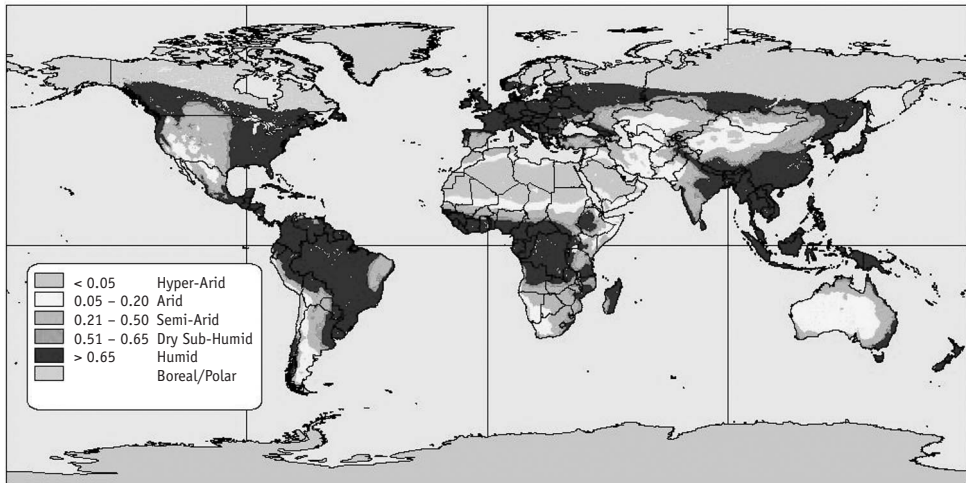 < 0.05 Hyper-Arid
0.05 – 0.20 Arid
0.21 – 0.50 Semi-Arid
0.51 – 0.65 Dry Sub-Humid
> 0.65 Humid
Boreal/Polar